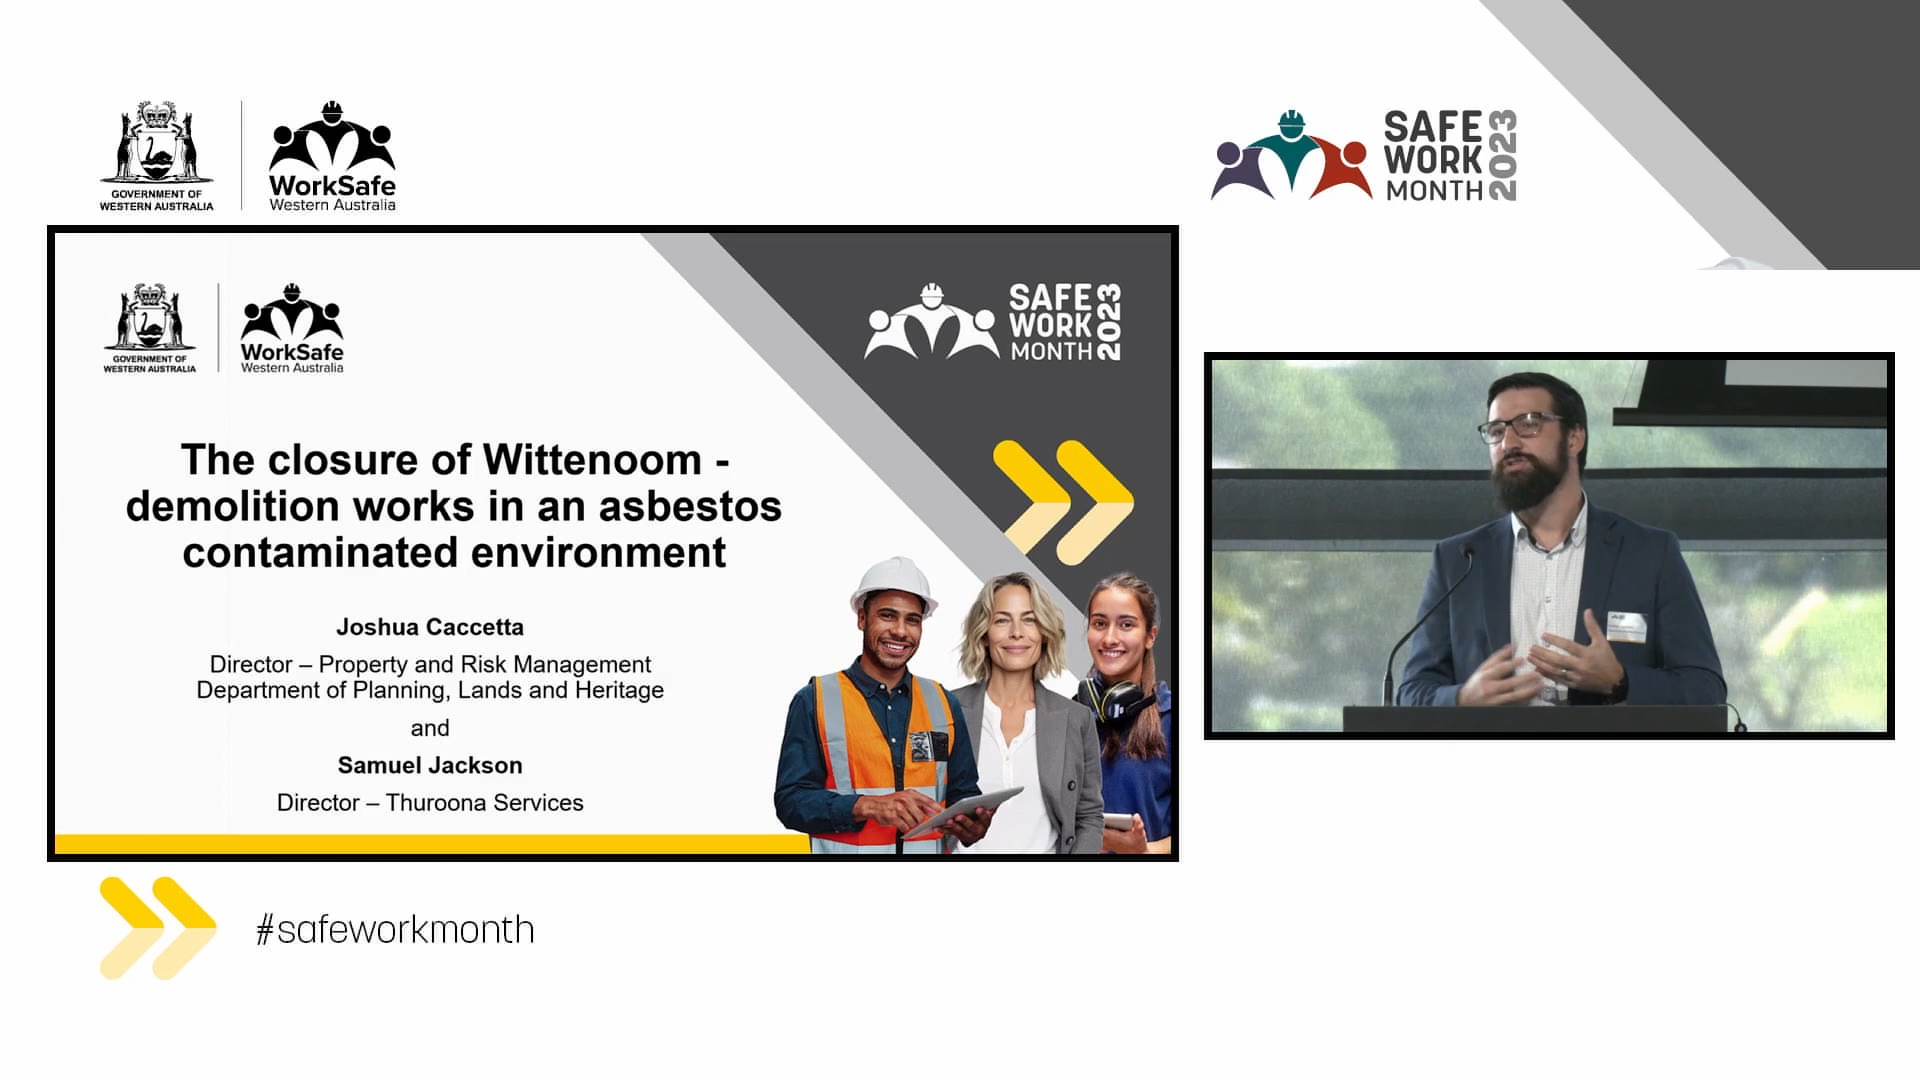 GOVERNMENT OF
WESTERN AUSTRALIA
WorkSafe
Western Australia
SAFE
WORK
MONTH
2023
GOVERNMENT OF
WESTERN AUSTRALIA
WorkSafe
Western Australia
SAFE
WORK
MONTH
2023
The closure of Wittenoom -
demolition works in an asbestos
contaminated environment
Joshua Caccetta
Director – Property and Risk Management
Department of Planning, Lands and Heritage
and
Samuel Jackson
Director – Thuroona Services
#safeworkmonth